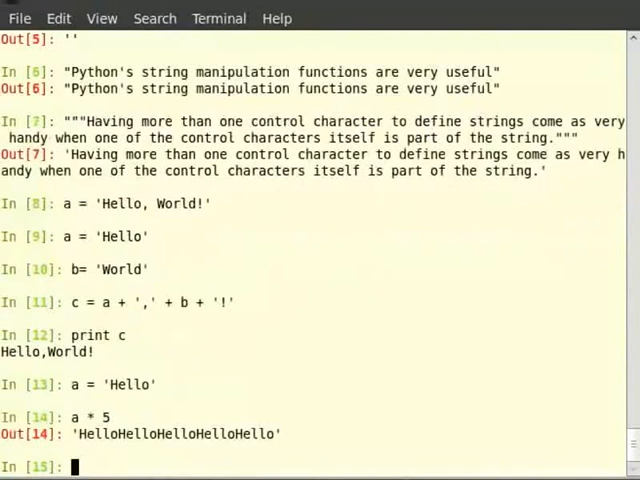 File Edit View Search Terminal Help
Out[5]: ''
In [6]: "Python's string manipulation functions are very useful"
Out[6]: "Python's string manipulation functions are very useful"
In [7]: """Having more than one control character to define strings come as very
handy when one of the control characters itself is part of the string."""
Out[7]: 'Having more than one control character to define strings come as very h
andy when one of the control characters itself is part of the string.'
In [8]: a = 'Hello, World!'
In [9]: a = 'Hello'
In [10]: b= 'World'
In [11]: c = a + ',' + b + '!'
In [12]: print c
Hello,World!
In [13]: a = 'Hello'
In [14]: a * 5
Out[14]: 'HelloHelloHelloHelloHello'
In [15]: